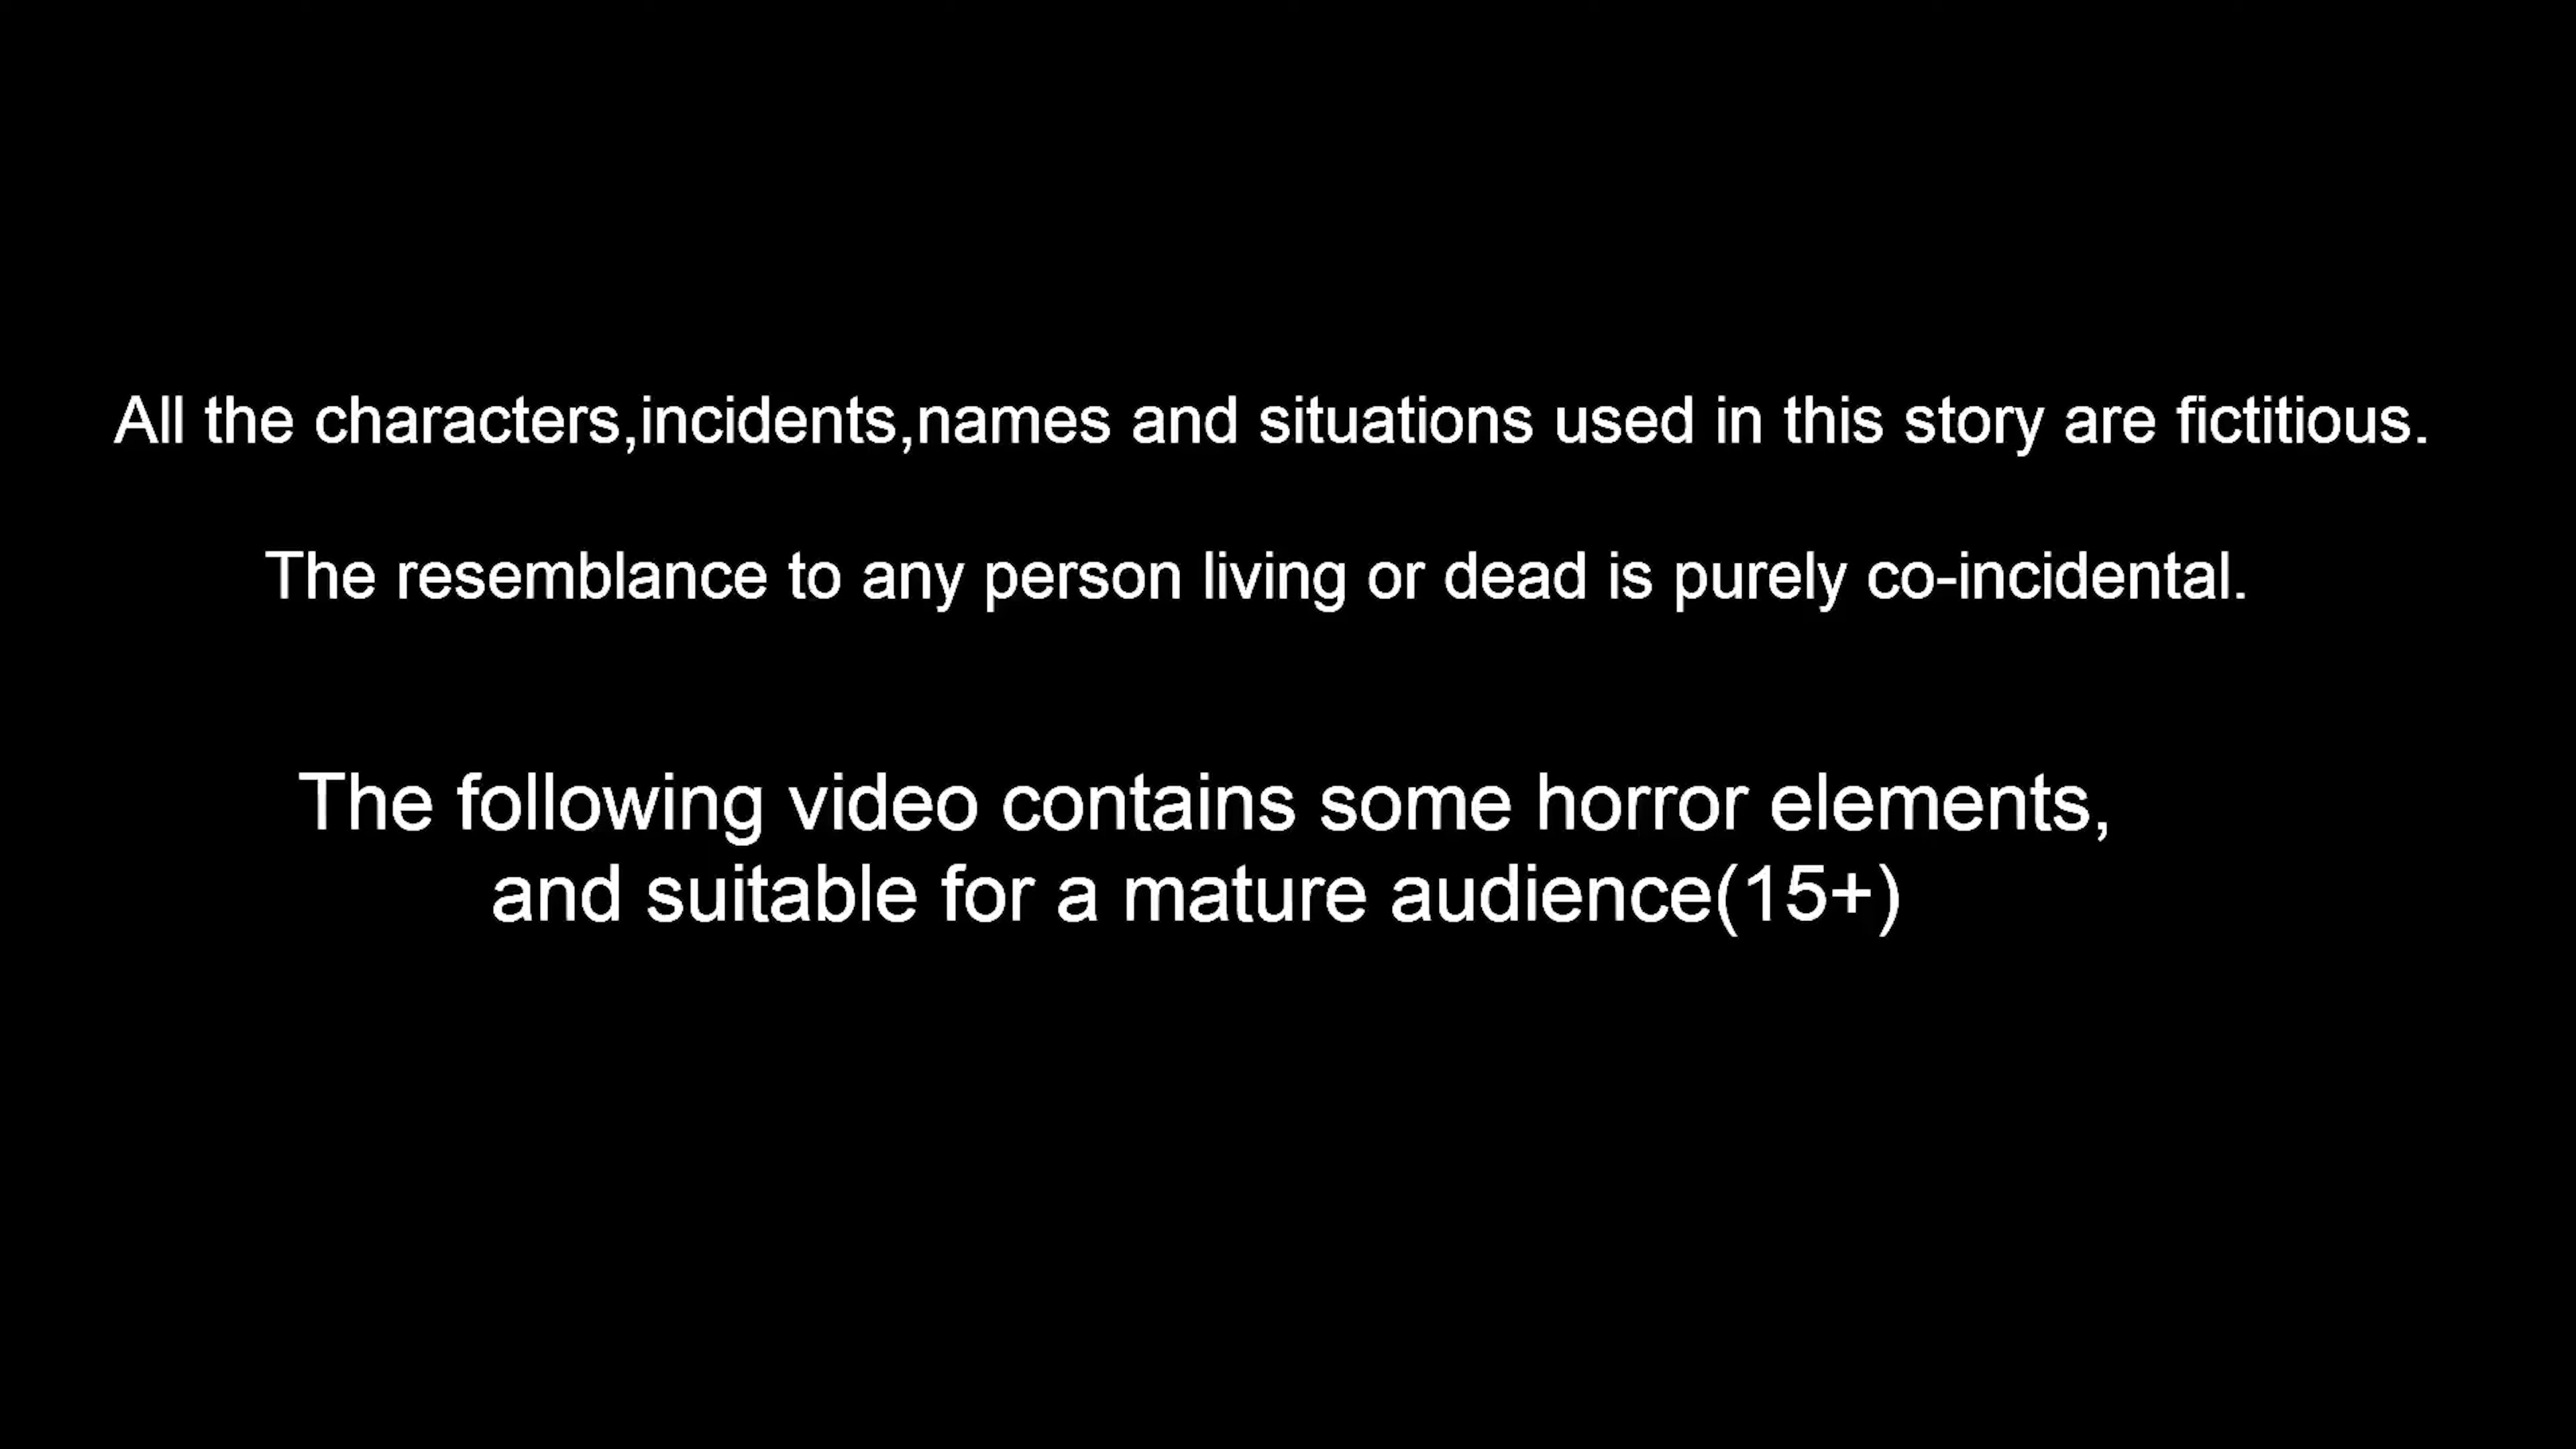 All the characters,incidents,names and situations used in this story are fictitious.
The resemblance to any person living or dead is purely co-incidental.
The following video contains some horror elements,
and suitable for a mature audience(15+)